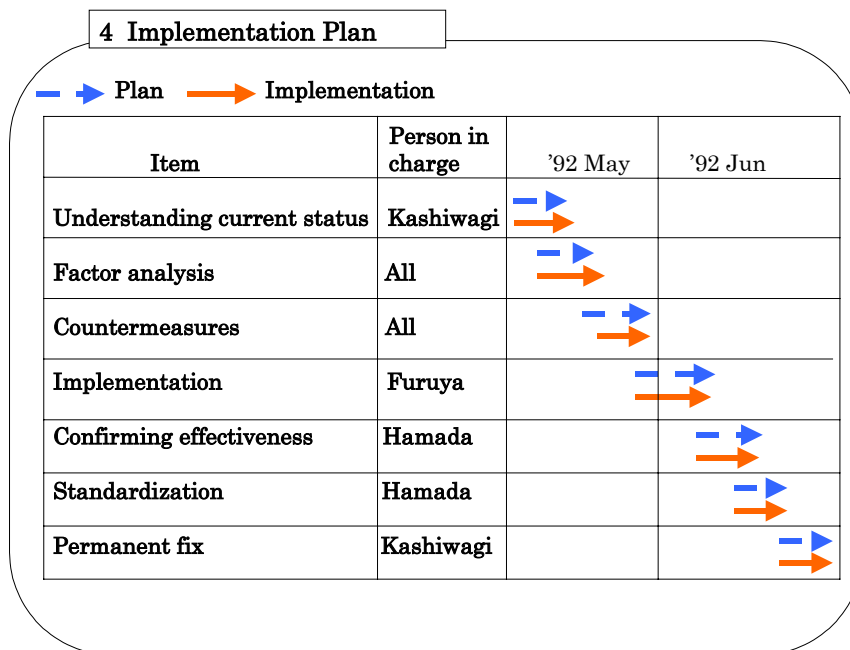 4 Implementation Plan
Plan
Implementation
Item
Person in
charge
’92 May
’92 Jun
Understanding current status
Kashiwagi
Factor analysis
All
Countermeasures
All
Implementation
Furuya
Confirming effectiveness
Hamada
Standardization
Hamada
Permanent fix
Kashiwagi